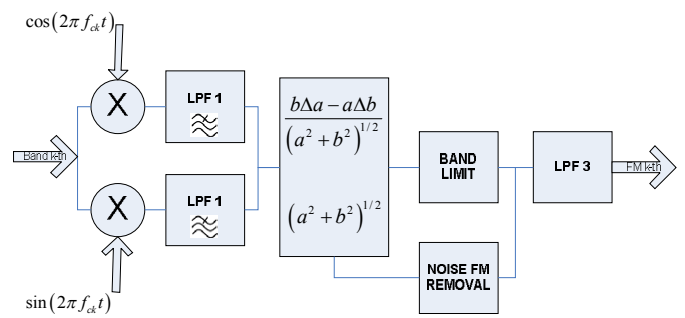 cos(2π f_ck t)
X
LPF 1
Band k-th
X
LPF 1
sin(2π f_ck t)
bΔa − aΔb
(a² + b²)^1/2
(a² + b²)^1/2
BAND
LIMIT
NOISE FM
REMOVAL
LPF 3
FM k-th